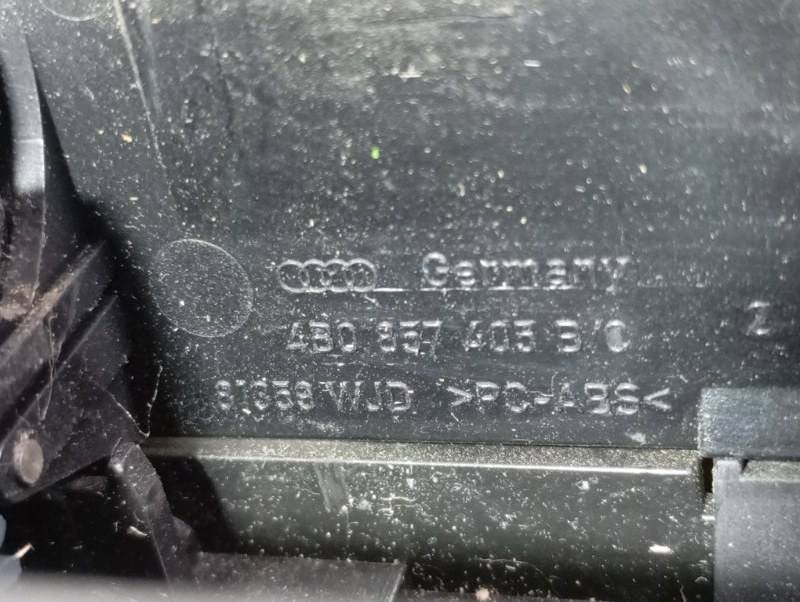 Germany
4B0 857 405 B/C
81658 WJD >PC-ABS<
Z